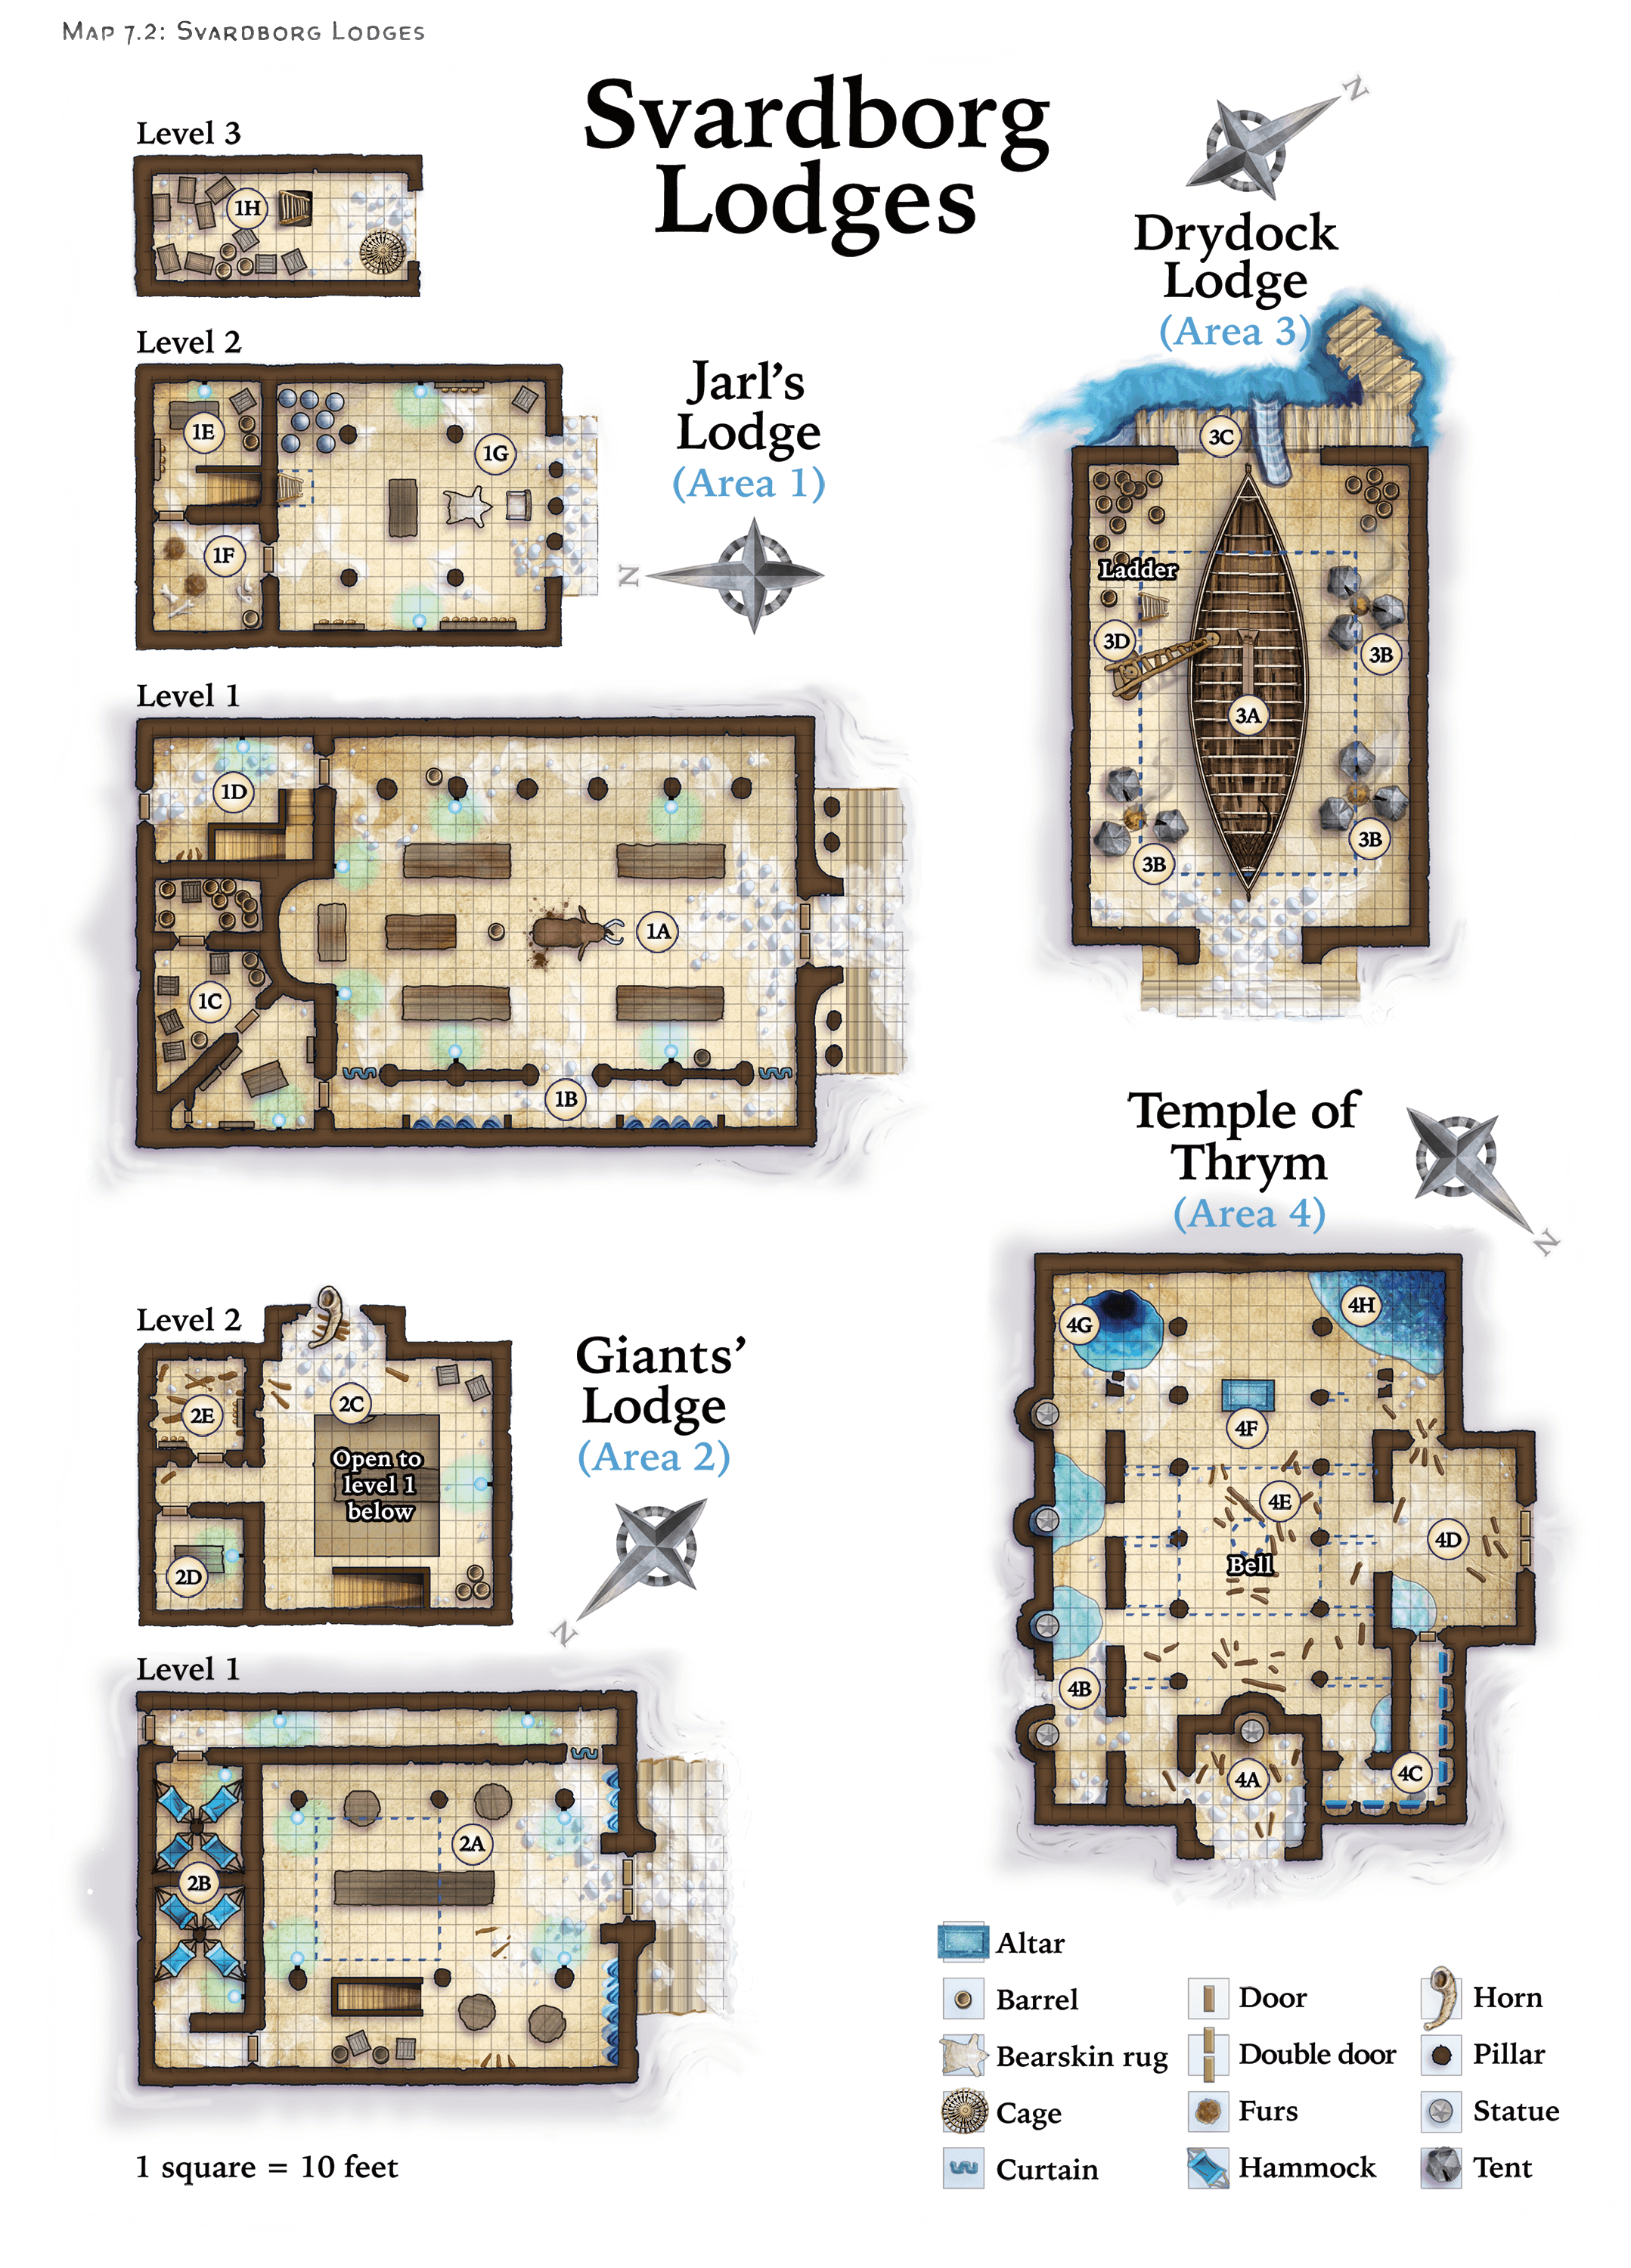 Map 7.2: Svardborg Lodges
Svardborg
Lodges
N
Level 3
1H
Level 2
1E
1F
1G
Jarl's
Lodge
(Area 1)
N
Level 1
1D
1C
1A
1B
Drydock
Lodge
(Area 3)
3C
Ladder
3D
3B
3A
3B
3B
Level 2
2E
2C
Open to
level 1
below
2D
Giants'
Lodge
(Area 2)
N
Level 1
2A
2B
Temple of
Thrym
(Area 4)
N
4G
4H
4F
4E
4D
Bell
4B
4A
4C
Altar
Barrel
Bearskin rug
Cage
Curtain
Door
Double door
Furs
Hammock
Horn
Pillar
Statue
Tent
1 square = 10 feet